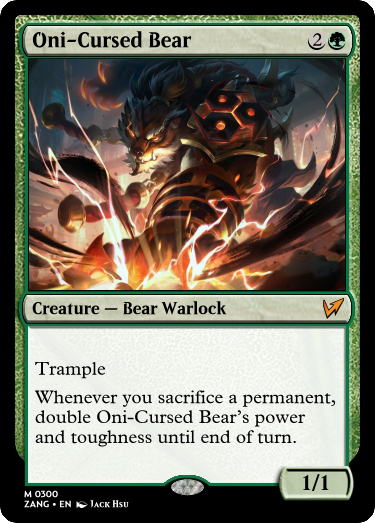 Oni-Cursed Bear 2
Creature — Bear Warlock
Trample
Whenever you sacrifice a permanent,
double Oni-Cursed Bear's power
and toughness until end of turn.
1/1
M 0300
ZANG • EN Jack Hsu